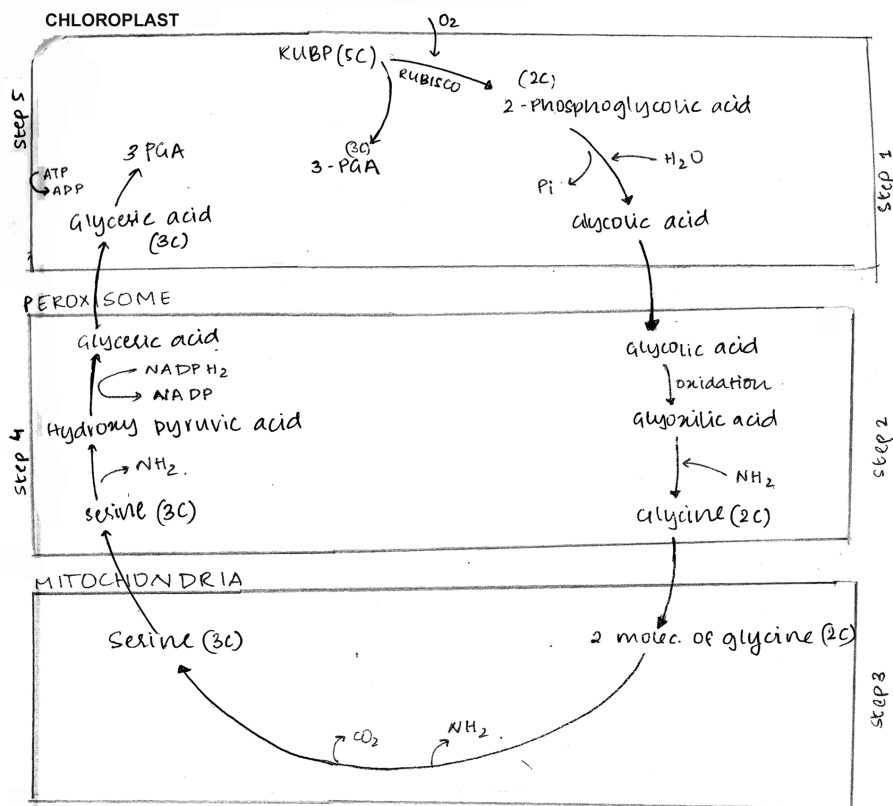 CHLOROPLAST
O2
RUBP (5C)
RUBISCO
(2C)
2-Phosphoglycolic acid
(3C)
3-PGA
H2O
Pi
Glycolic acid
Step 1
Step 5
3 PGA
ATP
ADP
Glyceric acid
(3C)
PEROXISOME
Glycolic acid
oxidation
Glyoxilic acid
NH2
Glycine (2C)
Step 2
Glyceric acid
NADPH2
NADP
Hydroxy pyruvic acid
NH2.
Serine (3C)
Step 4
MITOCHONDRIA
Serine (3C)
2 molec. of glycine (2C)
CO2
NH2.
Step 3